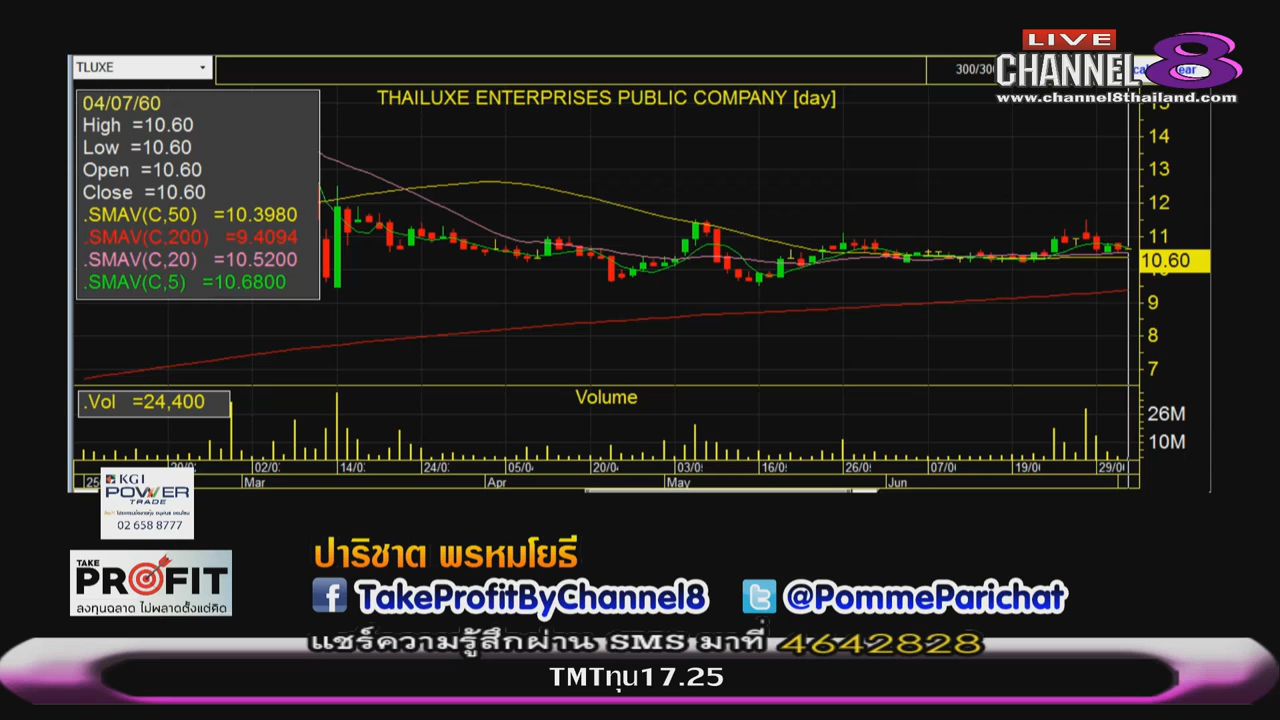 LIVE
CHANNEL 8
www.channel8thailand.com
TLUXE
300/300
THAILUXE ENTERPRISES PUBLIC COMPANY [day]
04/07/60
High =10.60
Low =10.60
Open =10.60
Close =10.60
.SMAV(C,50) =10.3980
.SMAV(C,200) =9.4094
.SMAV(C,20) =10.5200
.SMAV(C,5) =10.6800
15
14
13
12
11
10.60
9
8
7
.Vol =24,400
Volume
26M
10M
02/0 14/0 24/0 05/0 20/0 03/0 16/0 26/0 07/0 19/0 29/0
25 Mar Apr May Jun
KGI
POWER
TRADE
02 658 8777
TAKE
PROFIT
ลงทุนฉลาด ไม่พลาดตั้งแต่คิด
ปาริชาต พรหมโยธี
TakeProfitByChannel8 @PommeParichat
แชร์ความรู้สึกผ่าน SMS มาที่ 4642828
TMTทุน17.25